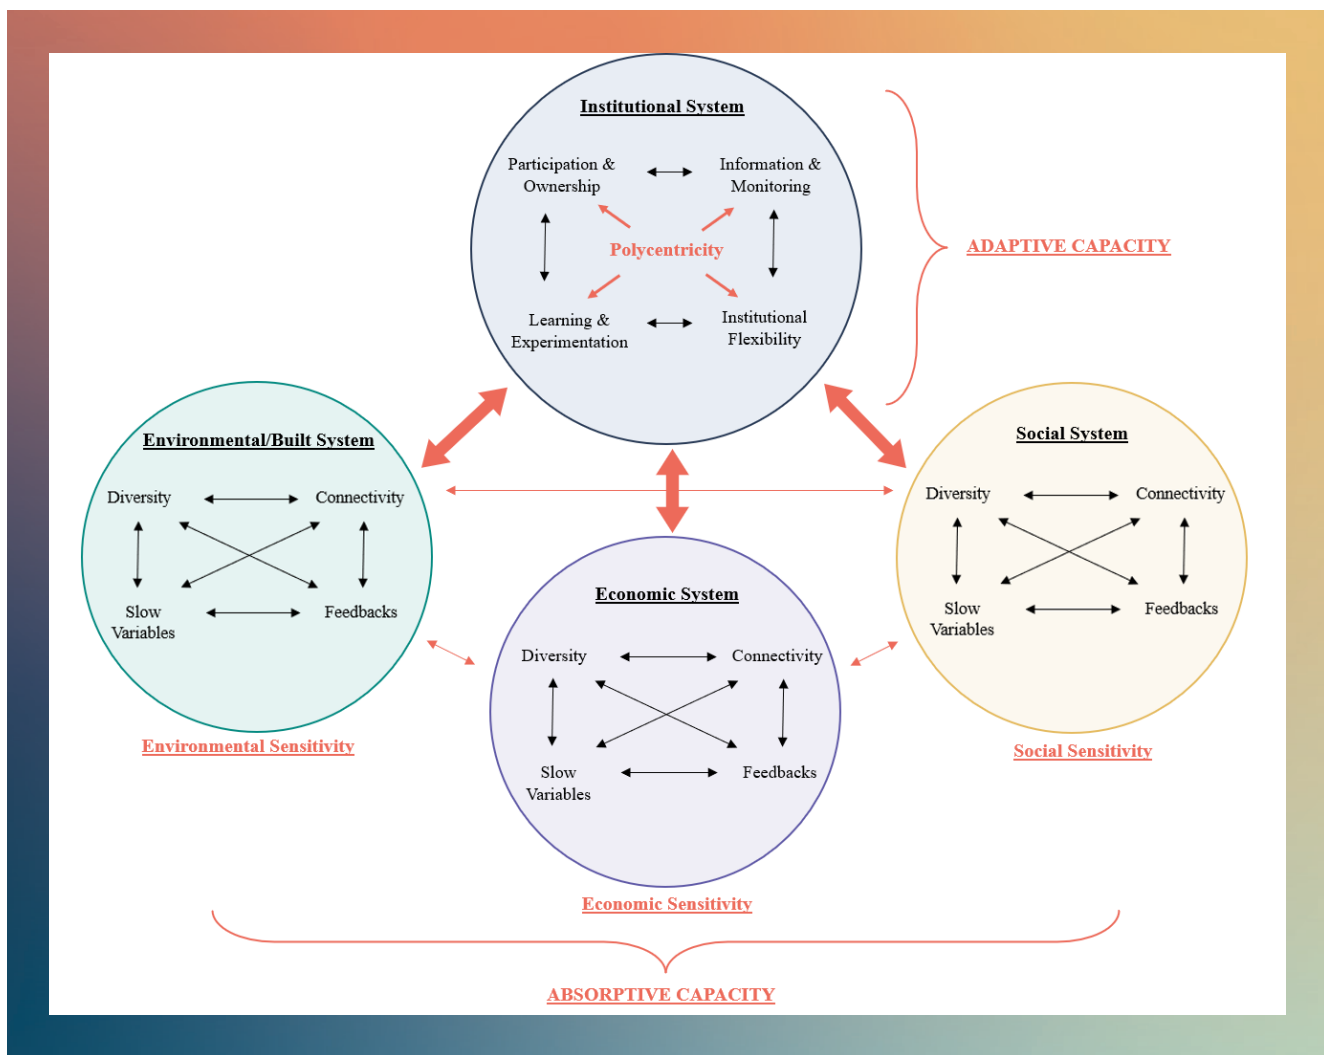 Institutional System
Participation &
Ownership
Information &
Monitoring
Polycentricity
Learning &
Experimentation
Institutional
Flexibility
ADAPTIVE CAPACITY
Environmental/Built System
Diversity
Connectivity
Slow
Variables
Feedbacks
Environmental Sensitivity
Economic System
Diversity
Connectivity
Slow
Variables
Feedbacks
Economic Sensitivity
Social System
Diversity
Connectivity
Slow
Variables
Feedbacks
Social Sensitivity
ABSORPTIVE CAPACITY